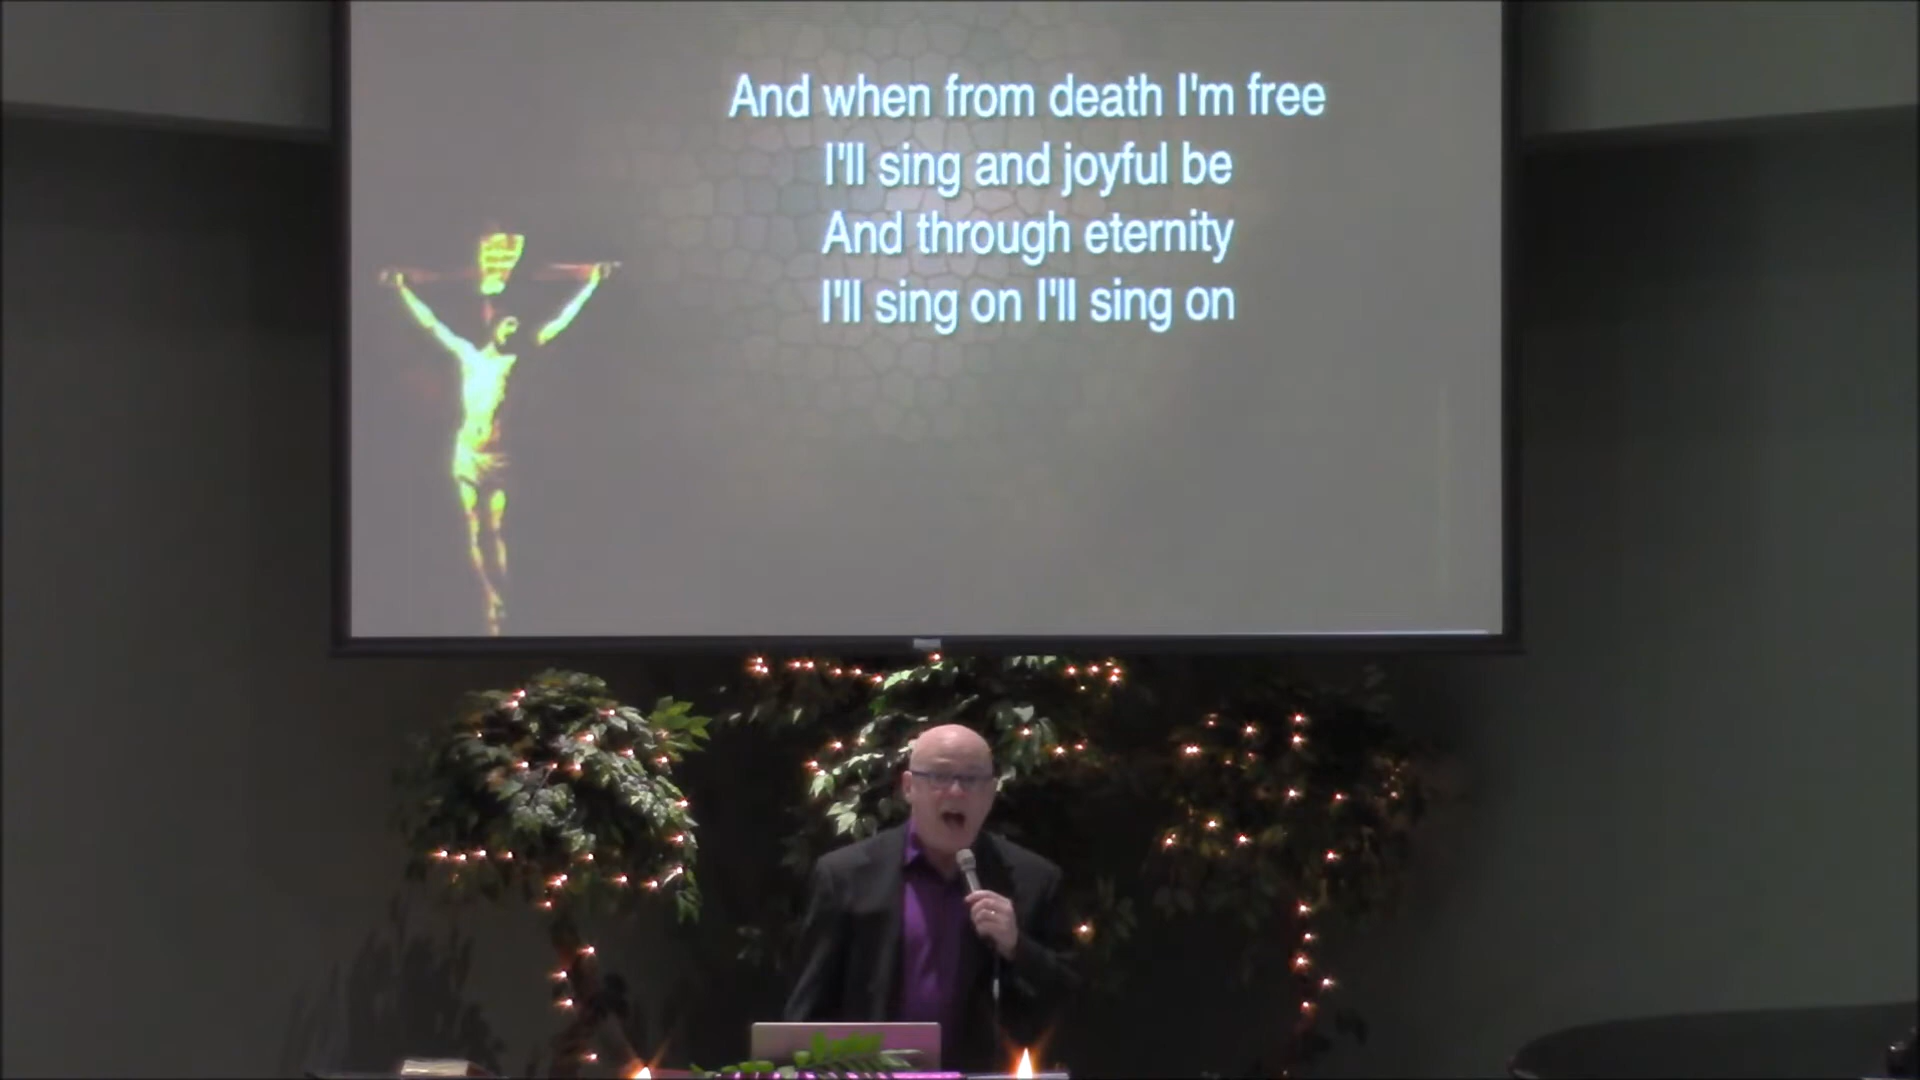 And when from death I'm free
I'll sing and joyful be
And through eternity
I'll sing on I'll sing on